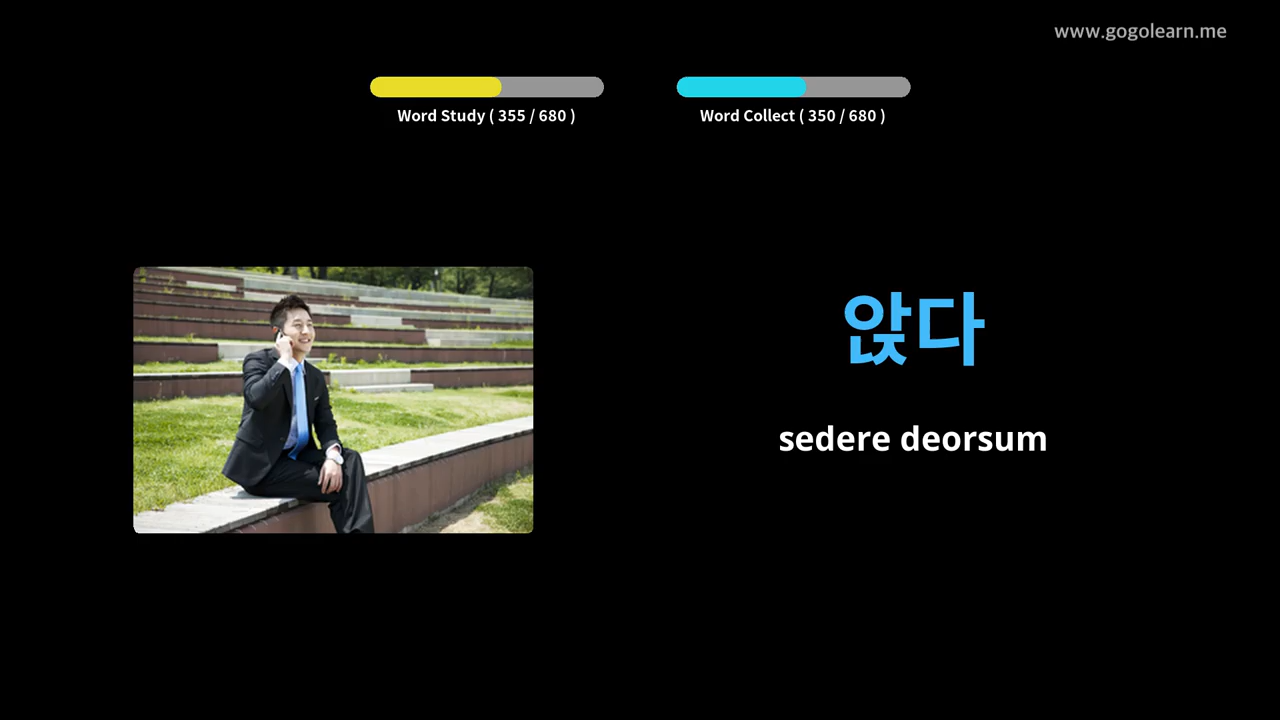 www.gogolearn.me
Word Study ( 355 / 680 )
Word Collect ( 350 / 680 )
앉다
sedere deorsum